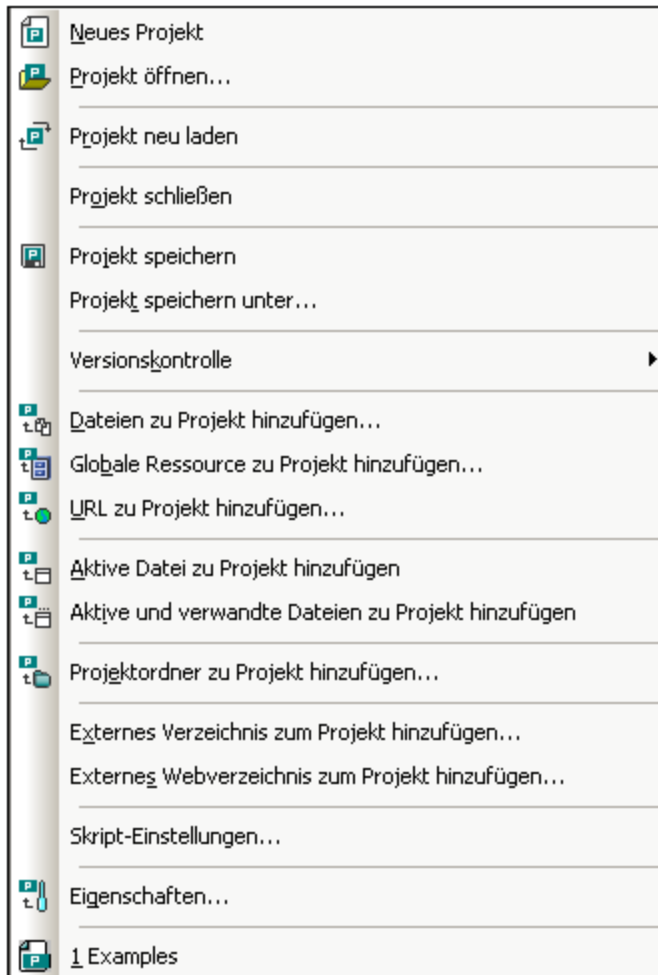 Neues Projekt
Projekt öffnen...
Projekt neu laden
Projekt schließen
Projekt speichern
Projekt speichern unter...
Versionskontrolle
Dateien zu Projekt hinzufügen...
Globale Ressource zu Projekt hinzufügen...
URL zu Projekt hinzufügen...
Aktive Datei zu Projekt hinzufügen
Aktive und verwandte Dateien zu Projekt hinzufügen
Projektordner zu Projekt hinzufügen...
Externes Verzeichnis zum Projekt hinzufügen...
Externes Webverzeichnis zum Projekt hinzufügen...
Skript-Einstellungen...
Eigenschaften...
1 Examples